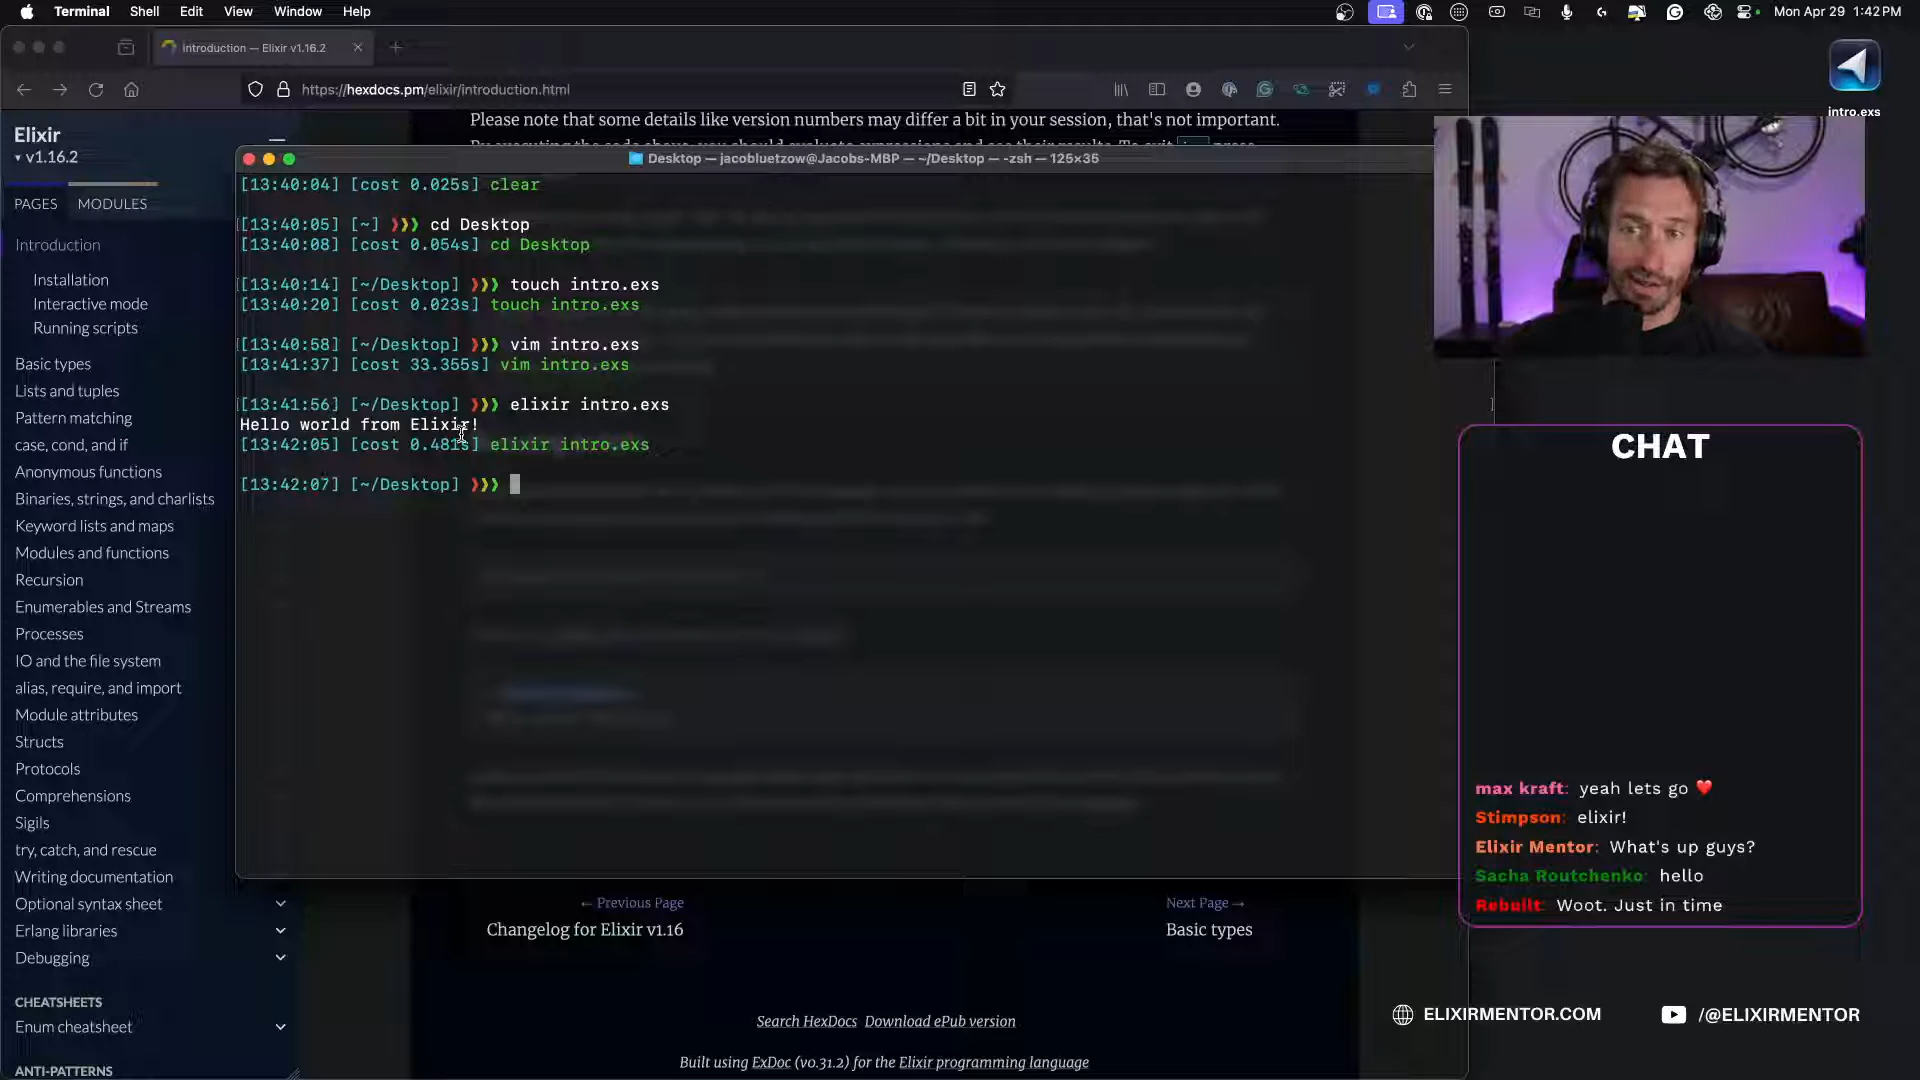 Terminal Shell Edit View Window Help
Mon Apr 29 1:42PM
introduction — Elixir v1.16.2
https://hexdocs.pm/elixir/introduction.html
intro.exs
Elixir
v1.16.2
PAGES MODULES
Introduction
Installation
Interactive mode
Running scripts
Basic types
Lists and tuples
Pattern matching
case, cond, and if
Anonymous functions
Binaries, strings, and charlists
Keyword lists and maps
Modules and functions
Recursion
Enumerables and Streams
Processes
IO and the file system
alias, require, and import
Module attributes
Structs
Protocols
Comprehensions
Sigils
try, catch, and rescue
Writing documentation
Optional syntax sheet
Erlang libraries
Debugging
CHEATSHEETS
Enum cheatsheet
ANTI-PATTERNS
Please note that some details like version numbers may differ a bit in your session, that's not important.
Desktop — jacobluetzow@Jacobs-MBP — ~/Desktop — -zsh — 125×35
[13:40:04] [cost 0.025s] clear
[13:40:05] [~] ❯❯❯ cd Desktop
[13:40:08] [cost 0.054s] cd Desktop
[13:40:14] [~/Desktop] ❯❯❯ touch intro.exs
[13:40:20] [cost 0.023s] touch intro.exs
[13:40:58] [~/Desktop] ❯❯❯ vim intro.exs
[13:41:37] [cost 33.355s] vim intro.exs
[13:41:56] [~/Desktop] ❯❯❯ elixir intro.exs
Hello world from Elixir!
[13:42:05] [cost 0.481s] elixir intro.exs
[13:42:07] [~/Desktop] ❯❯❯
← Previous Page
Changelog for Elixir v1.16
Next Page →
Basic types
Search HexDocs Download ePub version
Built using ExDoc (v0.31.2) for the Elixir programming language
CHAT
max kraft: yeah lets go ❤️
Stimpson: elixir!
Elixir Mentor: What's up guys?
Sacha Routchenko: hello
Rebuilt: Woot. Just in time
ELIXIRMENTOR.COM
/@ELIXIRMENTOR